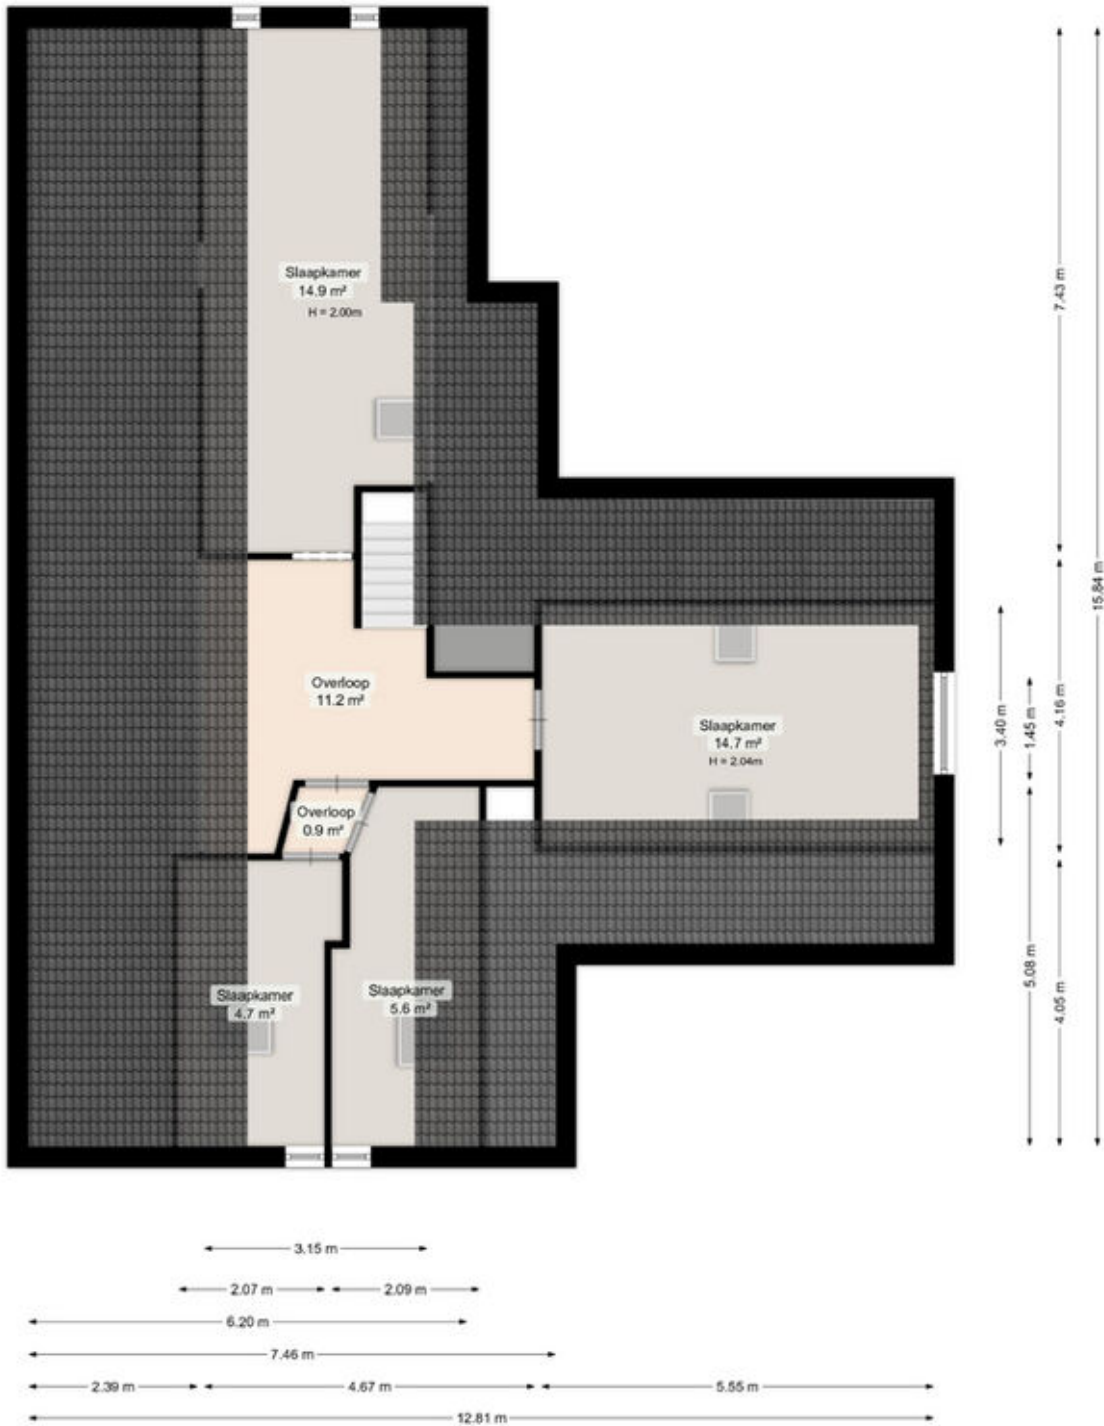 Slaapkamer
14.9 m²
H = 2.00m
7.43 m
15.84 m
Overloop
11.2 m²
Slaapkamer
14.7 m²
H = 2.04m
3.40 m
1.45 m
4.16 m
Overloop
0.9 m²
Slaapkamer
4.7 m²
Slaapkamer
5.6 m²
5.08 m
4.05 m
3.15 m
2.07 m
2.09 m
6.20 m
7.46 m
2.39 m
4.67 m
5.55 m
12.81 m